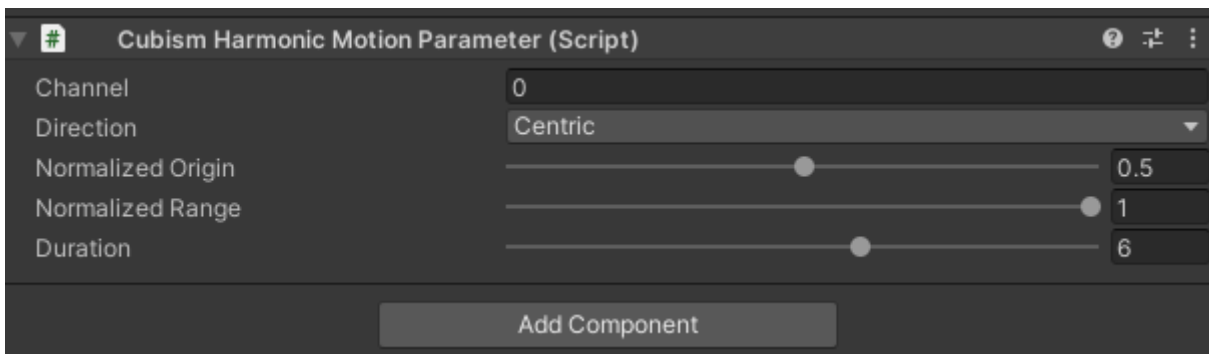 # Cubism Harmonic Motion Parameter (Script)
Channel 0
Direction Centric
Normalized Origin 0.5
Normalized Range 1
Duration 6
Add Component